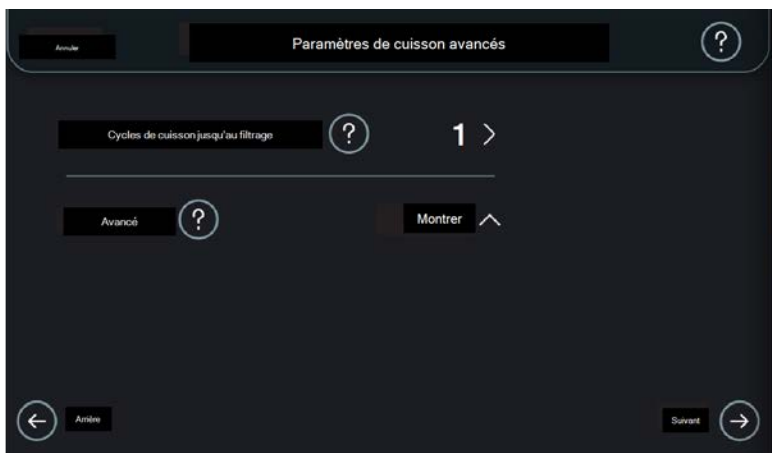 Annuler
Paramètres de cuisson avancés
?
Cycles de cuisson jusqu'au filtrage
?
1 >
Avancé
?
Montrer
Arrière
Suivant